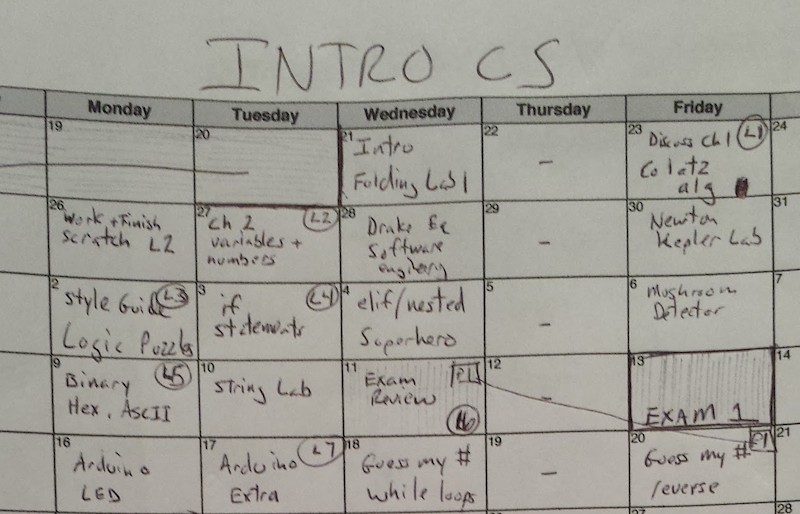 INTRO CS
Monday Tuesday Wednesday Thursday Friday
19 20 21 22 23 24
Intro
Folding Lab 1
-
Discuss Ch 1 L1
Colatz
alg
26 27 28 29 30 31
Work + Finish
Scratch L2
Ch 2 L2
variables +
numbers
Drake Eq
Software
-
Newton
Kepler Lab
2 3 4 5 6 7
Style Guide L3
Logic Puzzles
if L4
statements
elif/nested
Superhero
-
Mushroom
Detector
9 10 11 12 13 14
Binary L5
Hex, ASCII
String Lab
Exam P1
Review
L6
-
EXAM 1
16 17 18 19 20 21
Arduino
LED
Arduino L7
Extra
Guess my #
while loops
-
Guess my # P1
reverse
27 28